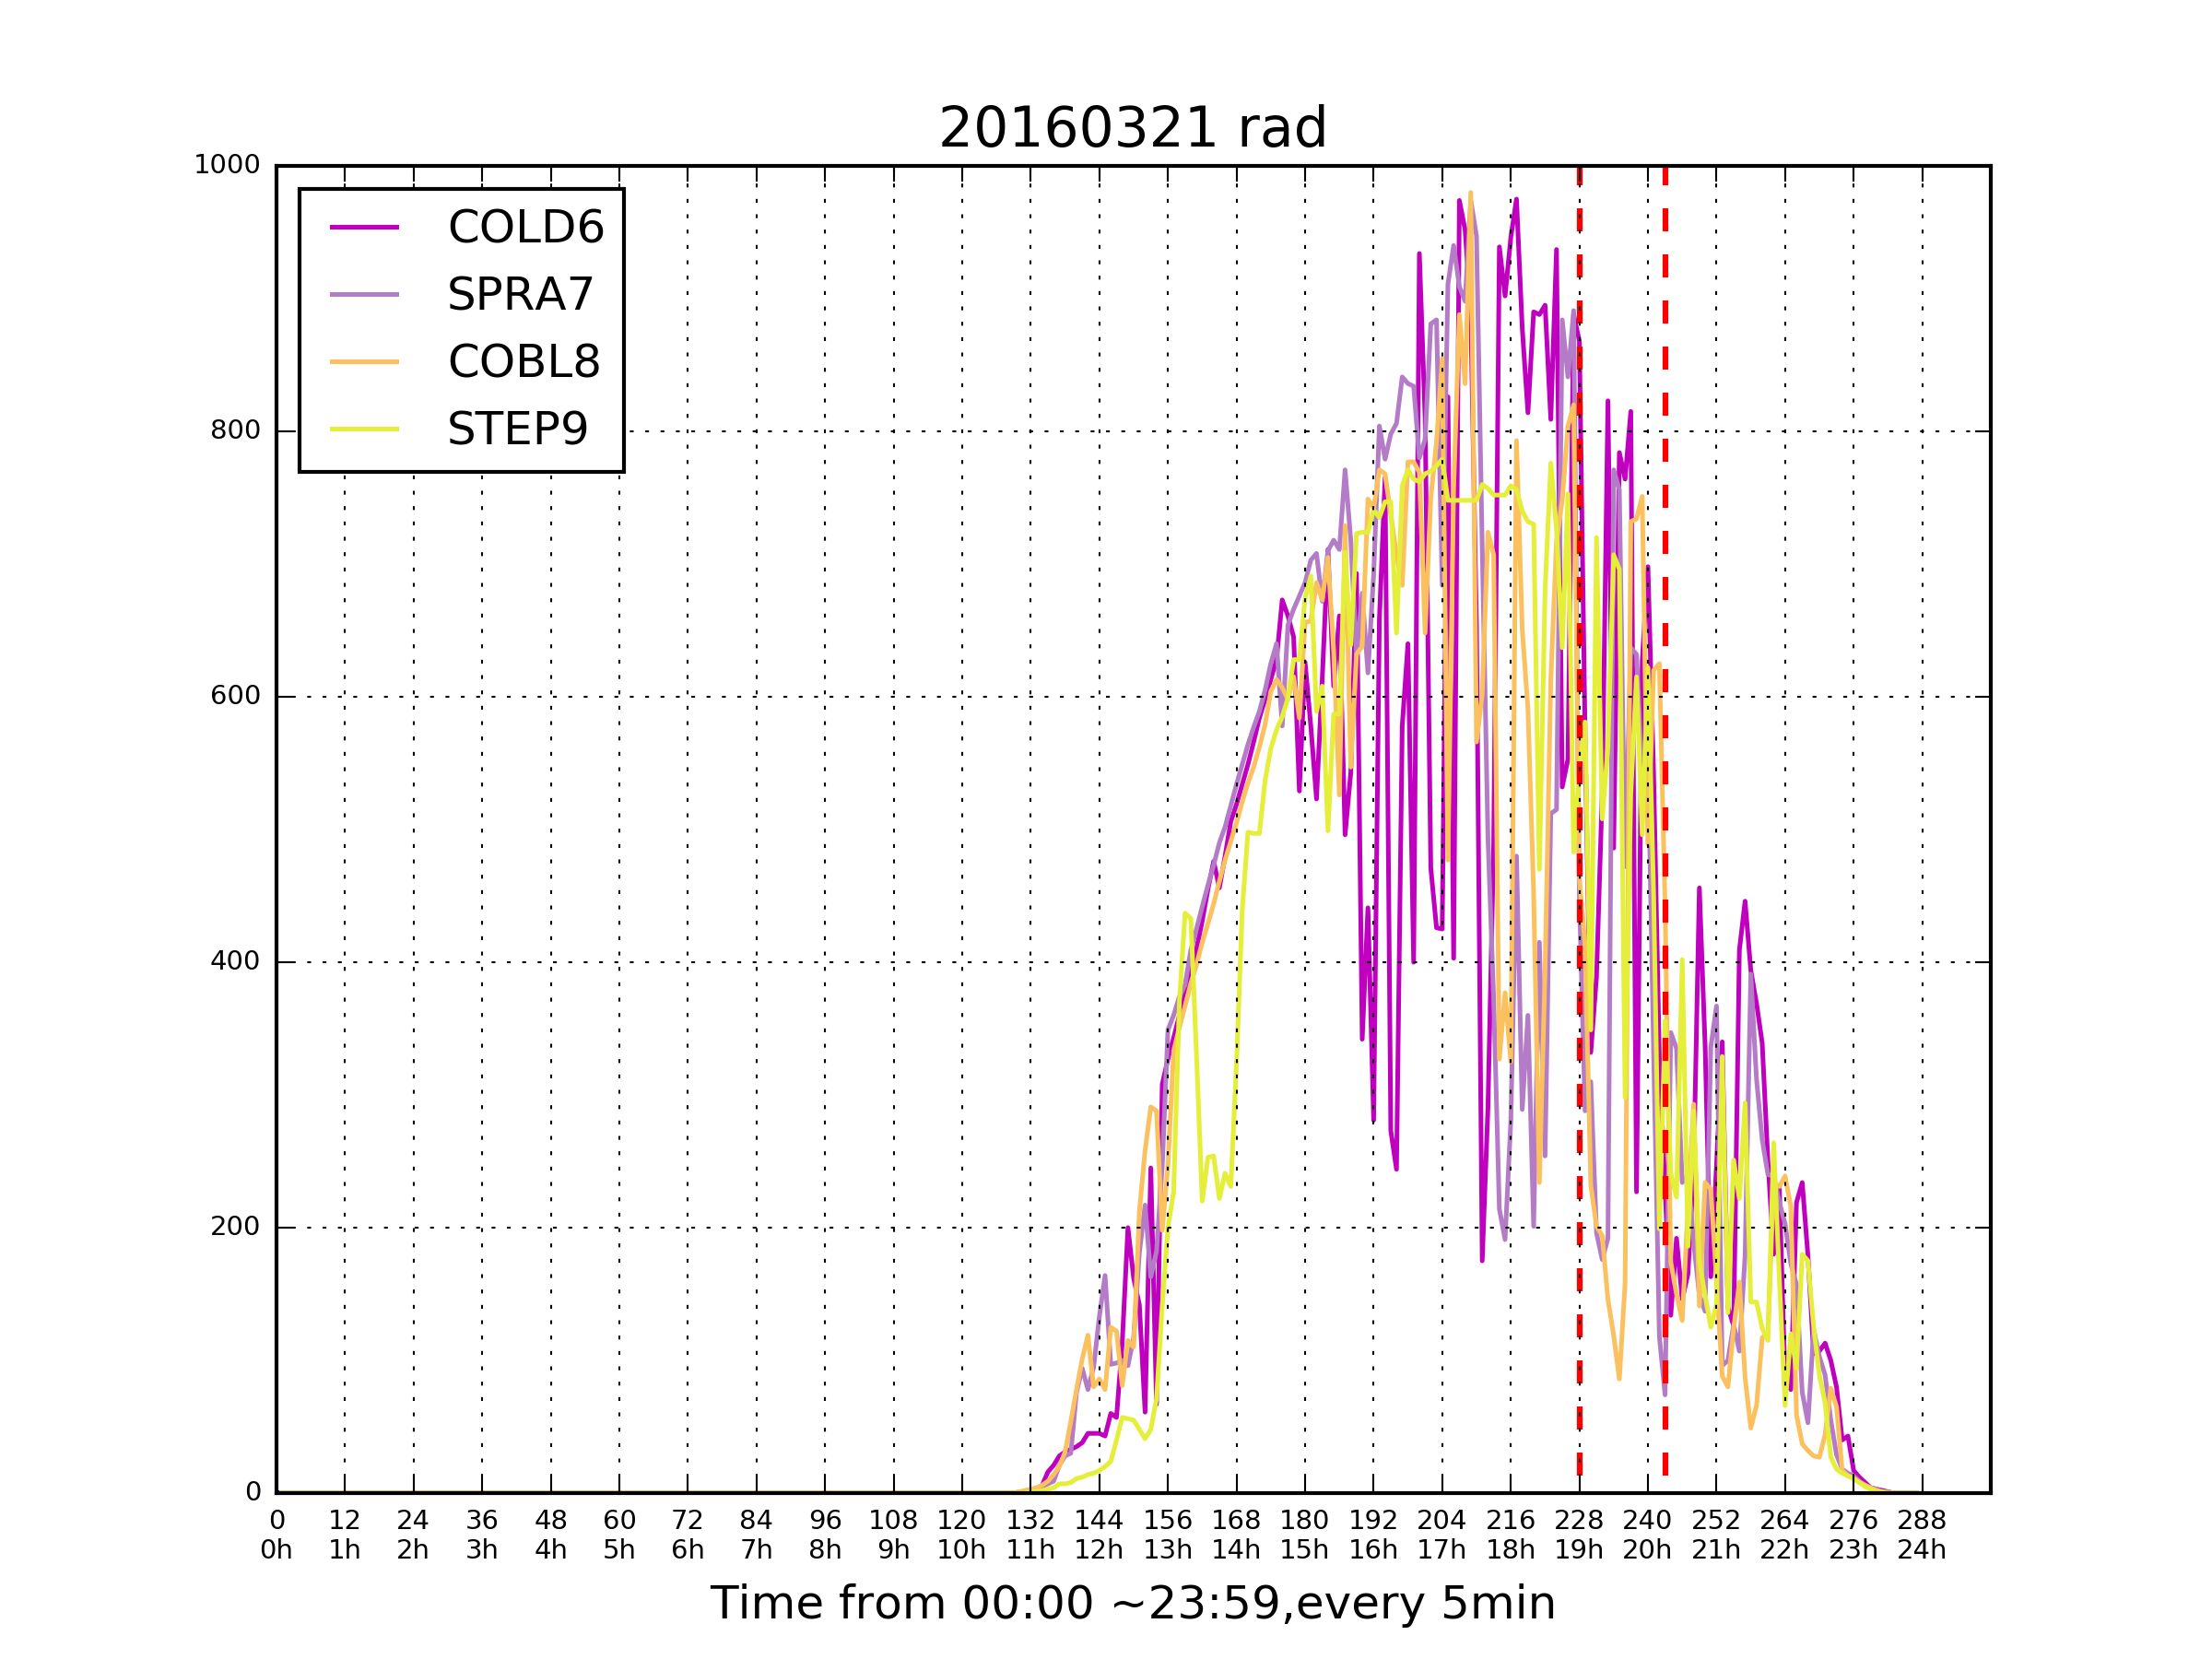 20160321 rad
1000
800
600
400
200
0
COLD6
SPRA7
COBL8
STEP9
0 12 24 36 48 60 72 84 96 108 120 132 144 156 168 180 192 204 216 228 240 252 264 276 288
0h 1h 2h 3h 4h 5h 6h 7h 8h 9h 10h 11h 12h 13h 14h 15h 16h 17h 18h 19h 20h 21h 22h 23h 24h
Time from 00:00 ~23:59,every 5min